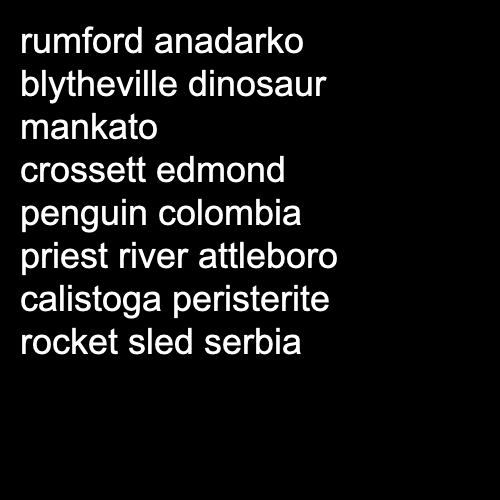 rumford anadarko
blytheville dinosaur
mankato
crossett edmond
penguin colombia
priest river attleboro
calistoga peristerite
rocket sled serbia